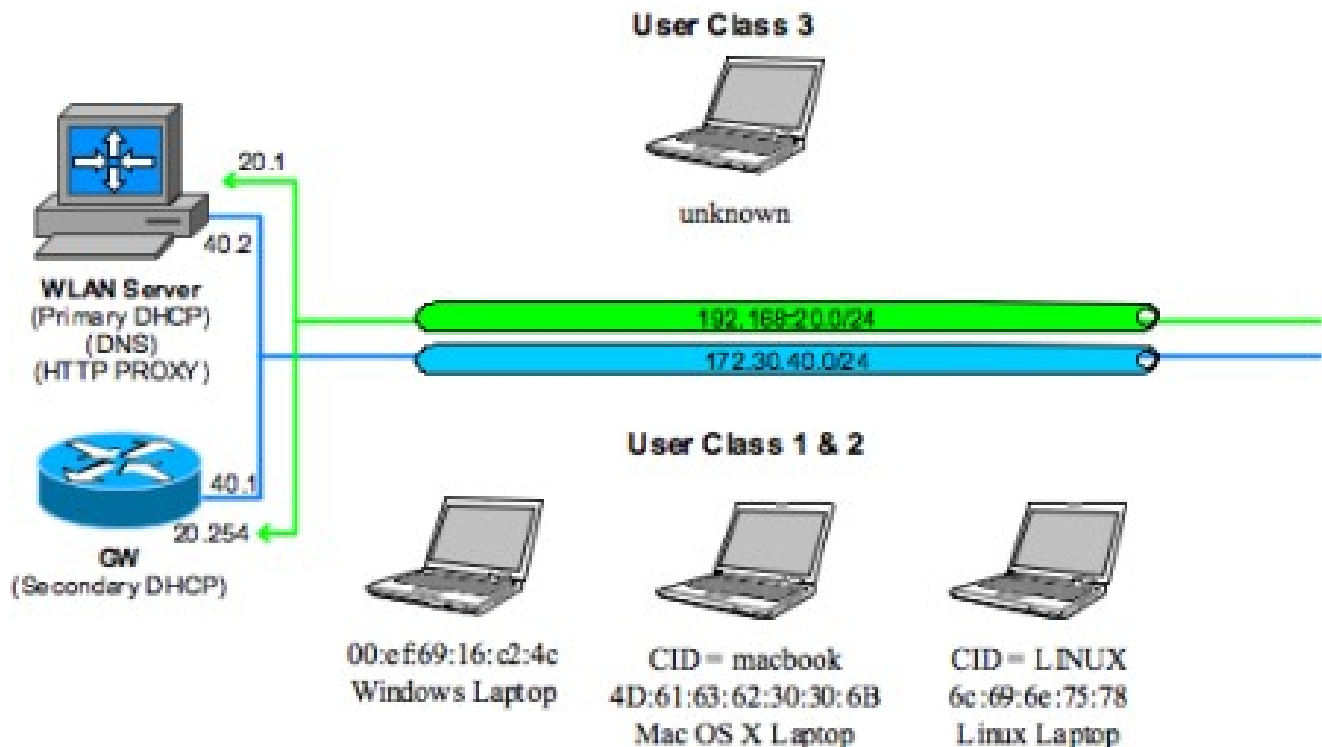 User Class 3
unknown
20.1
40.2
WLAN Server
(Primary DHCP)
(DNS)
(HTTP PROXY)
192.168.20.0/24
172.30.40.0/24
User Class 1 & 2
40.1
20.254
GW
(Secondary DHCP)
00:ef:69:16:c2:4c
Windows Laptop
CID = macbook
4D:61:63:62:30:30:6B
Mac OS X Laptop
CID = LINUX
6c:69:6e:75:78
Linux Laptop